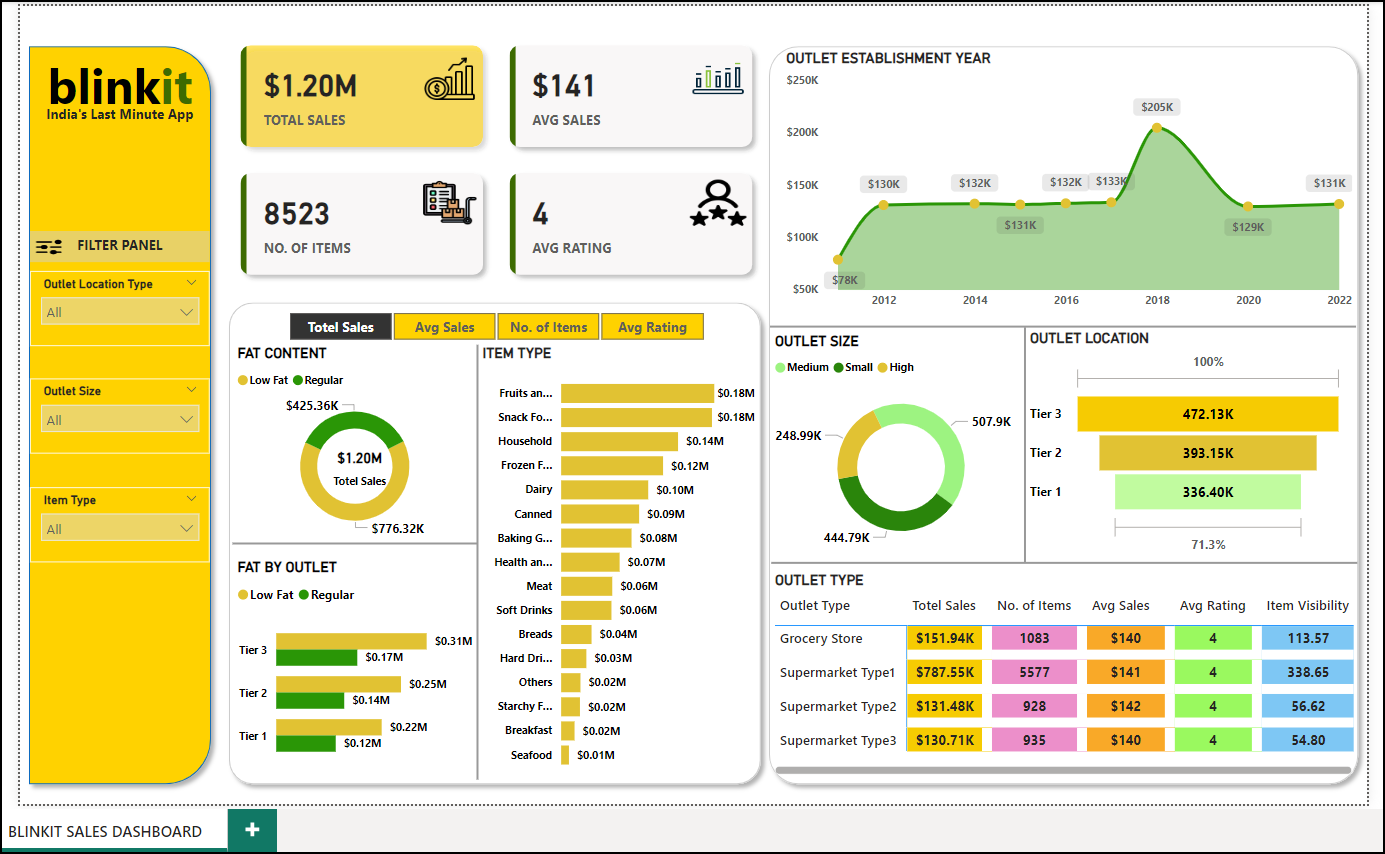 blinkit
India's Last Minute App
FILTER PANEL
Outlet Location Type
All
Outlet Size
All
Item Type
All
$1.20M
TOTAL SALES
$141
AVG SALES
8523
NO. OF ITEMS
4
AVG RATING
Totel Sales
Avg Sales
No. of Items
Avg Rating
FAT CONTENT
Low Fat Regular
$425.36K
$1.20M
Totel Sales
$776.32K
FAT BY OUTLET
Low Fat Regular
Tier 3 $0.31M
$0.17M
Tier 2 $0.25M
$0.14M
Tier 1 $0.22M
$0.12M
ITEM TYPE
Fruits an... $0.18M
Snack Fo... $0.18M
Household $0.14M
Frozen F... $0.12M
Dairy $0.10M
Canned $0.09M
Baking G... $0.08M
Health an... $0.07M
Meat $0.06M
Soft Drinks $0.06M
Breads $0.04M
Hard Dri... $0.03M
Others $0.02M
Starchy F... $0.02M
Breakfast $0.02M
Seafood $0.01M
OUTLET ESTABLISHMENT YEAR
$250K
$200K
$150K
$100K
$50K
$78K
$130K
$132K
$131K
$132K
$133K
$205K
$129K
$131K
2012 2014 2016 2018 2020 2022
OUTLET SIZE
Medium Small High
507.9K
248.99K
444.79K
OUTLET LOCATION
100%
Tier 3 472.13K
Tier 2 393.15K
Tier 1 336.40K
71.3%
OUTLET TYPE
Outlet Type Totel Sales No. of Items Avg Sales Avg Rating Item Visibility
Grocery Store $151.94K 1083 $140 4 113.57
Supermarket Type1 $787.55K 5577 $141 4 338.65
Supermarket Type2 $131.48K 928 $142 4 56.62
Supermarket Type3 $130.71K 935 $140 4 54.80
BLINKIT SALES DASHBOARD
+